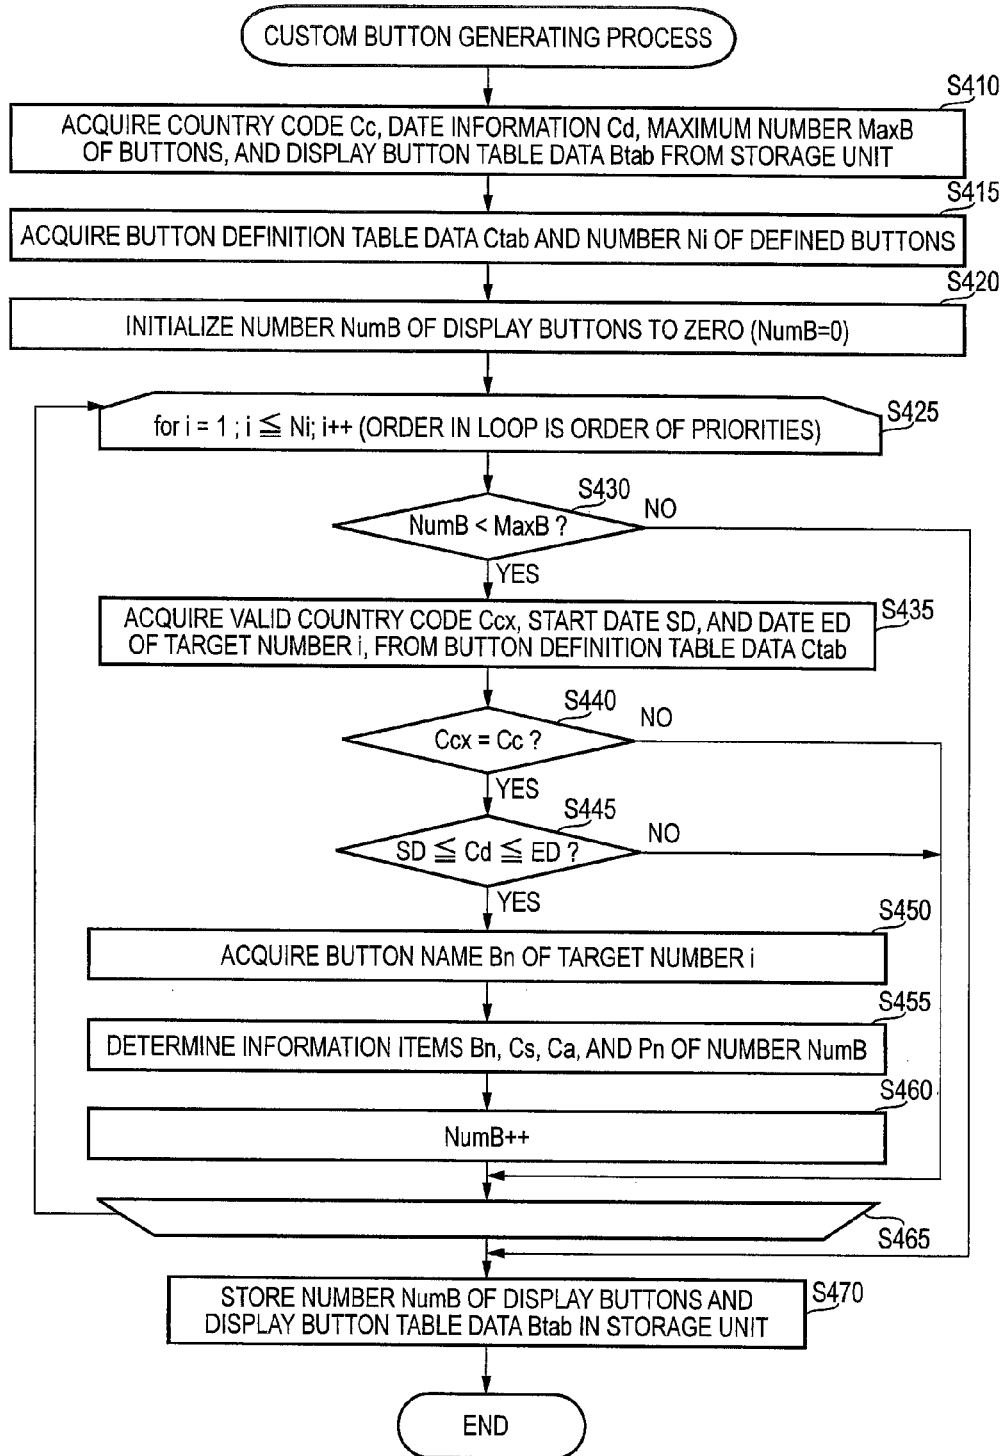 CUSTOM BUTTON GENERATING PROCESS
S410
ACQUIRE COUNTRY CODE Cc, DATE INFORMATION Cd, MAXIMUM NUMBER MaxB
OF BUTTONS, AND DISPLAY BUTTON TABLE DATA Btab FROM STORAGE UNIT
S415
ACQUIRE BUTTON DEFINITION TABLE DATA Ctab AND NUMBER Ni OF DEFINED BUTTONS
S420
INITIALIZE NUMBER NumB OF DISPLAY BUTTONS TO ZERO (NumB=0)
for i = 1 ; i ≦ Ni; i++ (ORDER IN LOOP IS ORDER OF PRIORITIES)
S425
S430
NumB < MaxB ?
NO
YES
ACQUIRE VALID COUNTRY CODE Ccx, START DATE SD, AND DATE ED
OF TARGET NUMBER i, FROM BUTTON DEFINITION TABLE DATA Ctab
S435
S440
Ccx = Cc ?
NO
YES
S445
SD ≦ Cd ≦ ED ?
NO
YES
S450
ACQUIRE BUTTON NAME Bn OF TARGET NUMBER i
S455
DETERMINE INFORMATION ITEMS Bn, Cs, Ca, AND Pn OF NUMBER NumB
S460
NumB++
S465
STORE NUMBER NumB OF DISPLAY BUTTONS AND
DISPLAY BUTTON TABLE DATA Btab IN STORAGE UNIT
S470
END